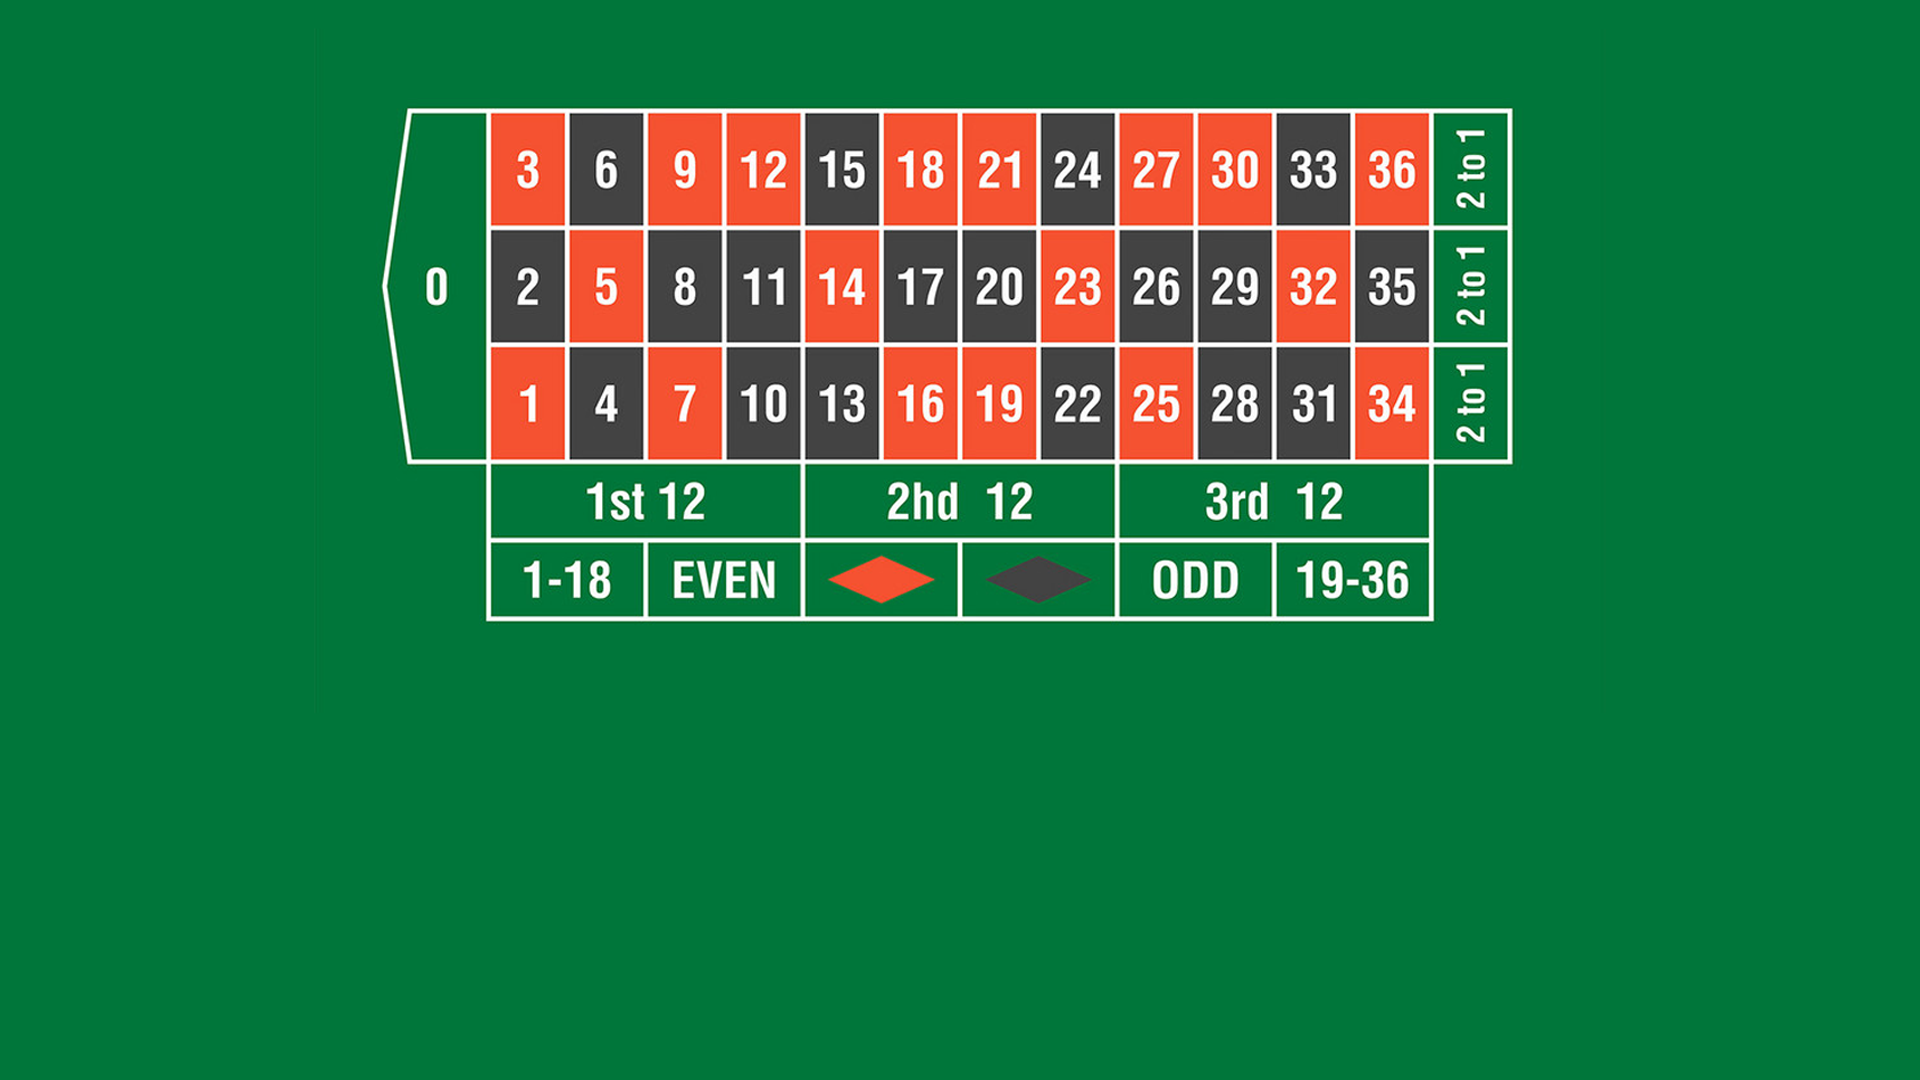 3 6 9 12 15 18 21 24 27 30 33 36 2 to 1
0 2 5 8 11 14 17 20 23 26 29 32 35 2 to 1
1 4 7 10 13 16 19 22 25 28 31 34 2 to 1
1st 12 2hd 12 3rd 12
1-18 EVEN ODD 19-36